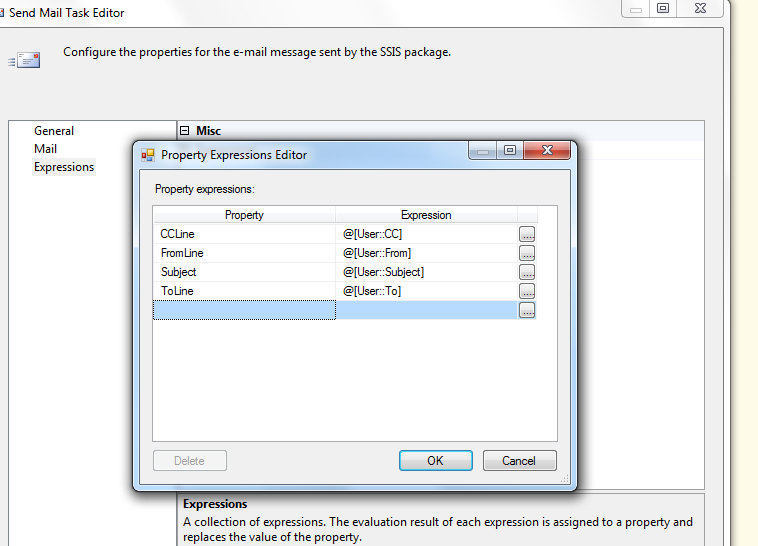 Send Mail Task Editor
Configure the properties for the e-mail message sent by the SSIS package.
General
Mail
Expressions
Misc
Property Expressions Editor
Property expressions:
Property Expression
CCLine @[User::CC]
FromLine @[User::From]
Subject @[User::Subject]
ToLine @[User::To]
Delete OK Cancel
Expressions
A collection of expressions. The evaluation result of each expression is assigned to a property and
replaces the value of the property.